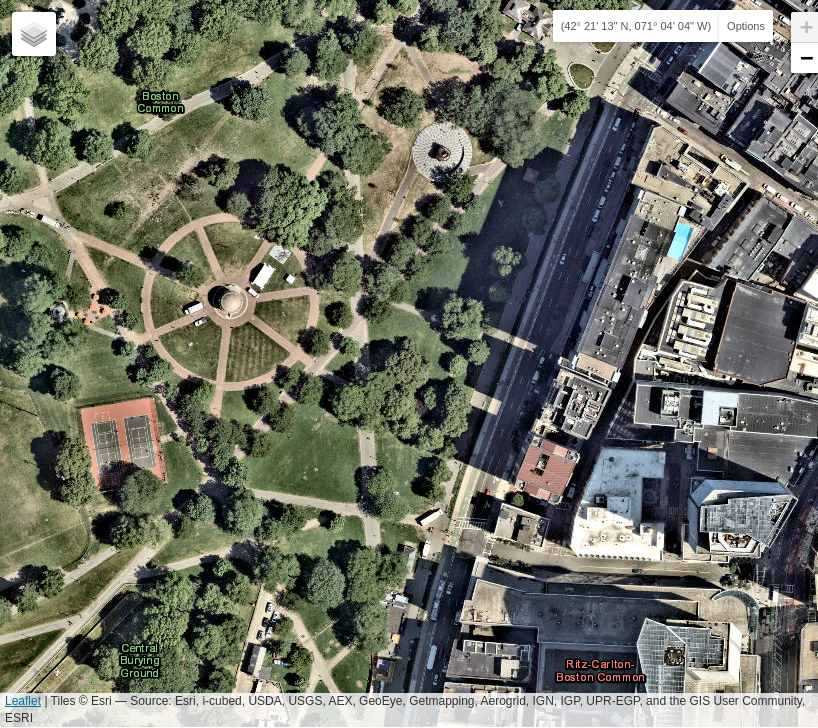 (42° 21' 13" N, 071° 04' 04" W)
Options
+
−
Boston
Common
Central
Burying
Ground
Ritz-Carlton-
Boston Common
Leaflet | Tiles © Esri — Source: Esri, i-cubed, USDA, USGS, AEX, GeoEye, Getmapping, Aerogrid, IGN, IGP, UPR-EGP, and the GIS User Community,
ESRI